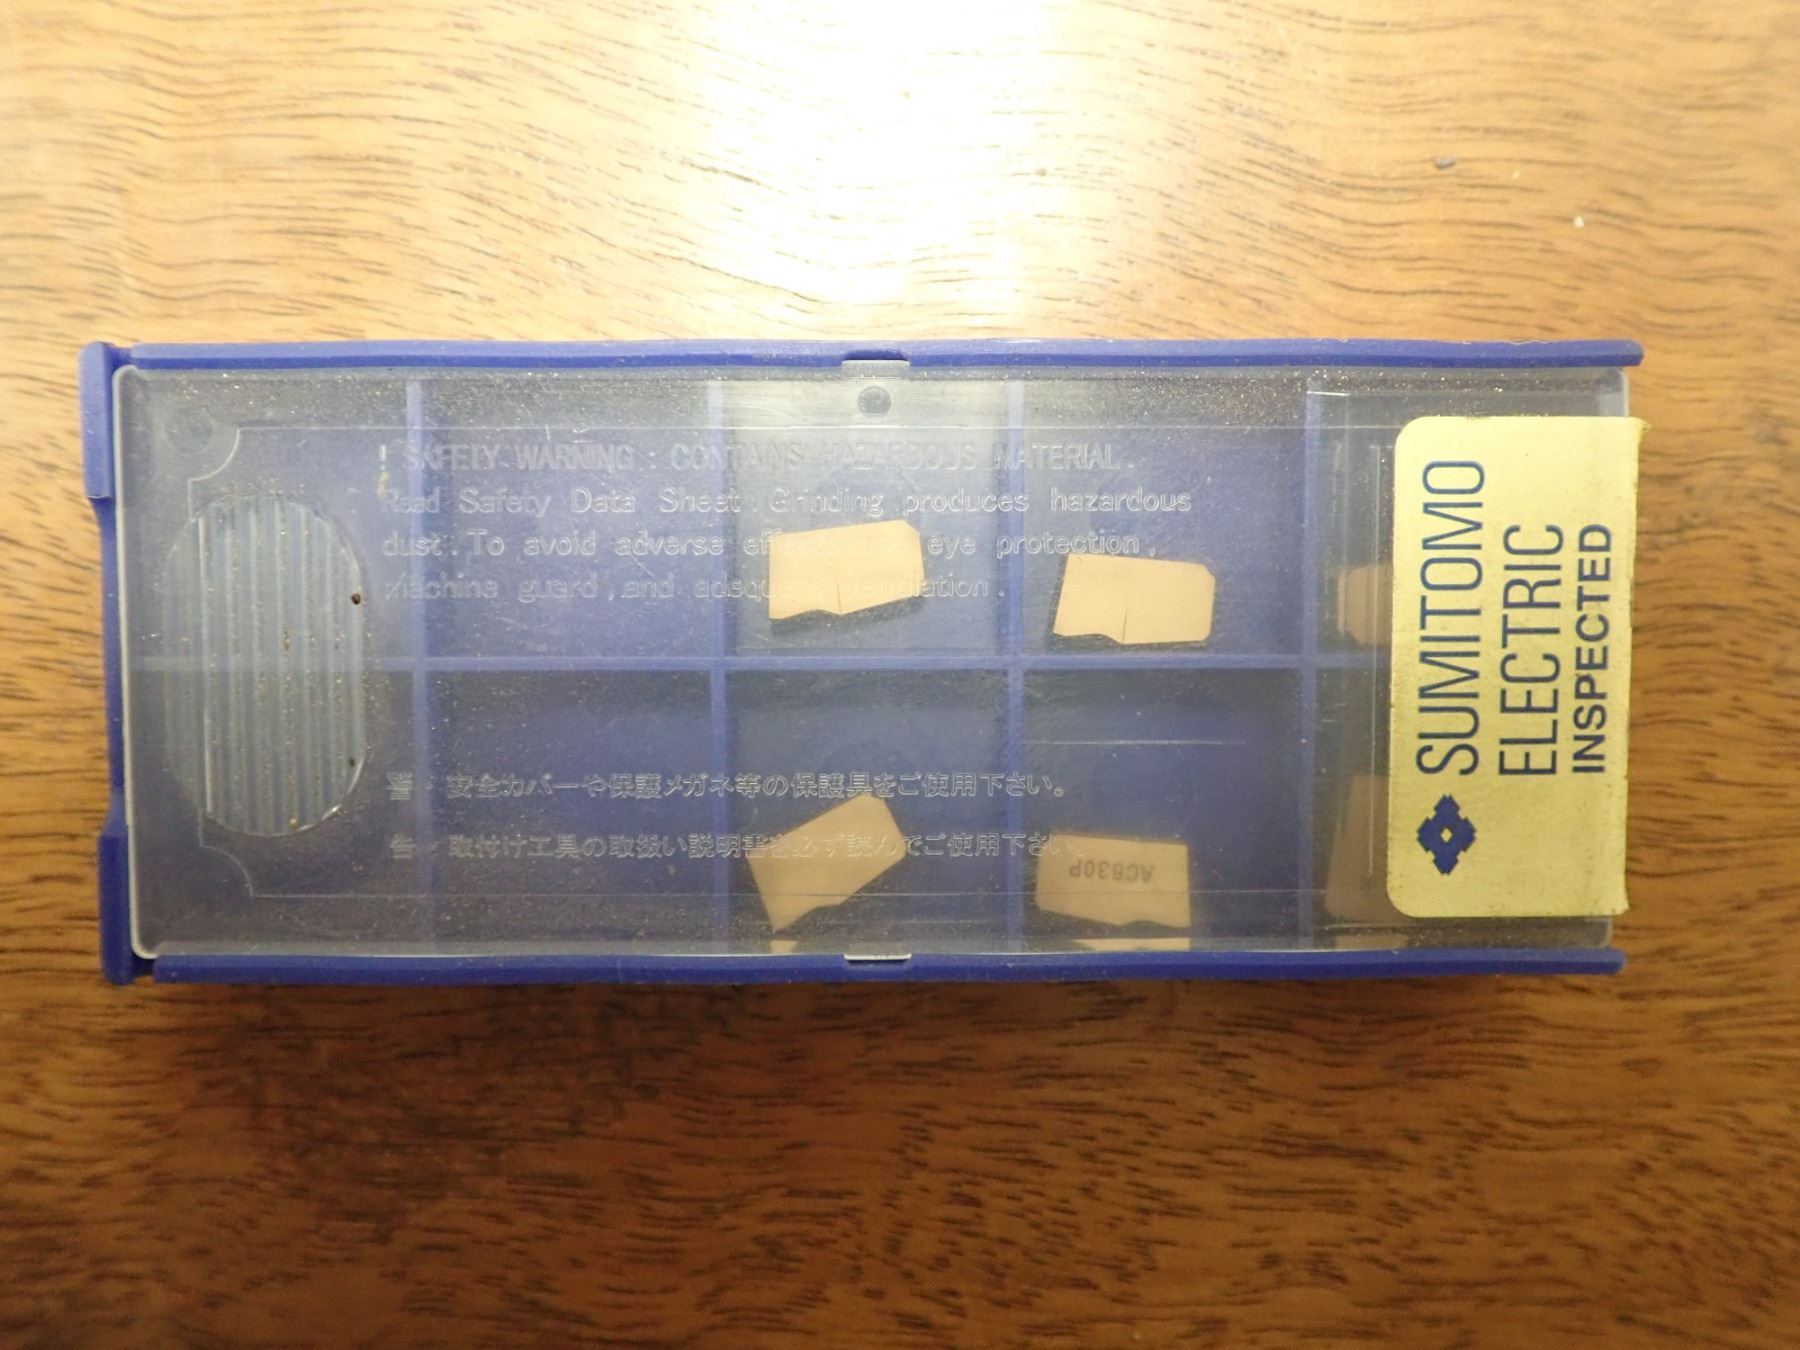 ! SAFETY WARNING : CONTAINS HAZARDOUS MATERIAL.
Read Safety Data Sheet. Grinding produces hazardous
dust. To avoid adverse effects use eye protection,
machine guard, and adsquate ventilation.
警・安全カバーや保護メガネ等の保護具をご使用下さい。
告・取付け工具の取扱い説明書を必ず読んでご使用下さい。
AC830P
SUMITOMO
ELECTRIC
INSPECTED